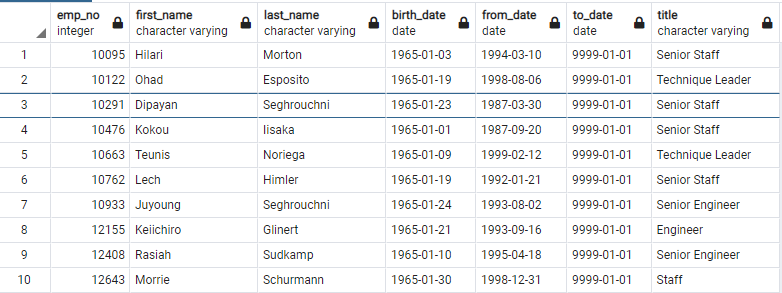 emp_no first_name last_name birth_date from_date to_date title
integer character varying character varying date date date character varying
1 10095 Hilari Morton 1965-01-03 1994-03-10 9999-01-01 Senior Staff
2 10122 Ohad Esposito 1965-01-19 1998-08-06 9999-01-01 Technique Leader
3 10291 Dipayan Seghrouchni 1965-01-23 1987-03-30 9999-01-01 Senior Staff
4 10476 Kokou Iisaka 1965-01-01 1987-09-20 9999-01-01 Senior Staff
5 10663 Teunis Noriega 1965-01-09 1999-02-12 9999-01-01 Technique Leader
6 10762 Lech Himler 1965-01-19 1992-01-21 9999-01-01 Senior Staff
7 10933 Juyoung Seghrouchni 1965-01-24 1993-08-02 9999-01-01 Senior Engineer
8 12155 Keiichiro Glinert 1965-01-21 1993-09-16 9999-01-01 Engineer
9 12408 Rasiah Sudkamp 1965-01-10 1995-04-18 9999-01-01 Senior Engineer
10 12643 Morrie Schurmann 1965-01-30 1998-12-31 9999-01-01 Staff